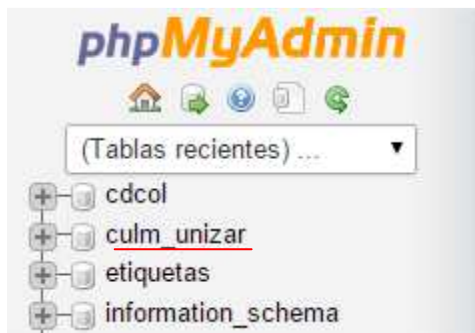 phpMyAdmin
(Tablas recientes) ...
cdcol
culm_unizar
etiquetas
information_schema